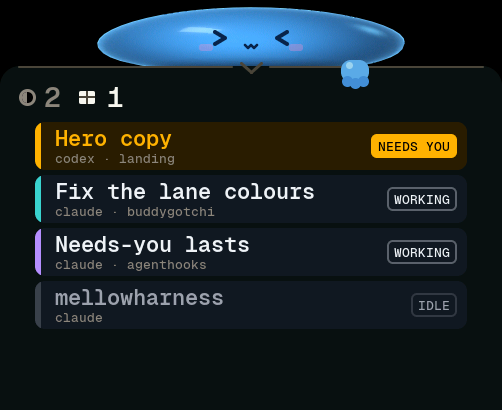 2 1
Hero copy
codex · landing
NEEDS YOU
Fix the lane colours
claude · buddygotchi
WORKING
Needs-you lasts
claude · agenthooks
WORKING
mellowharness
claude
IDLE